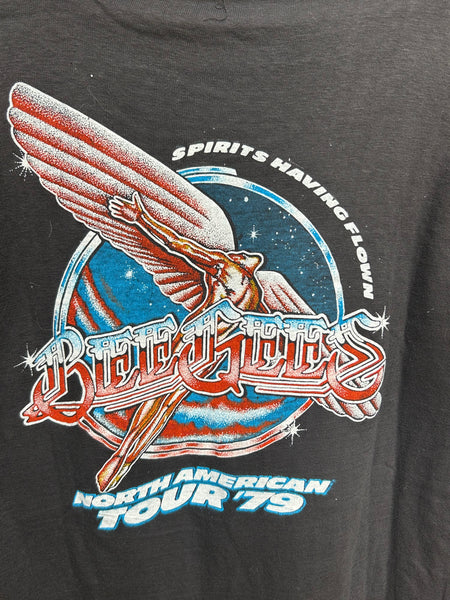 SPIRITS HAVING FLOWN
BEE GEES
NORTH AMERICAN
TOUR '79